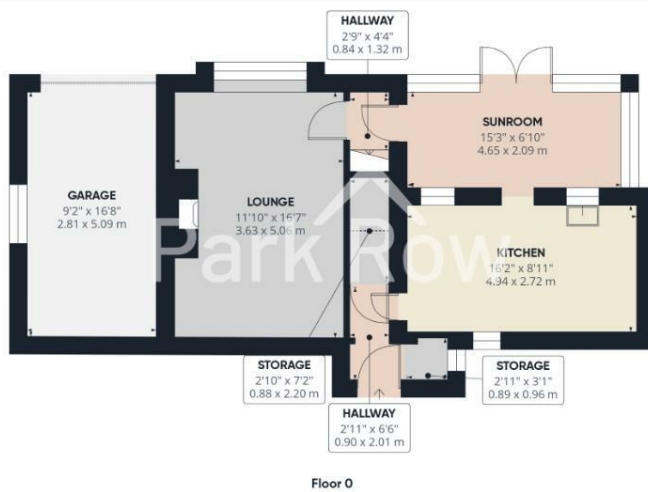 HALLWAY
2'9" x 4'4"
0.84 x 1.32 m
SUNROOM
15'3" x 6'10"
4.65 x 2.09 m
GARAGE
9'2" x 16'8"
2.81 x 5.09 m
LOUNGE
11'10" x 16'7"
3.63 x 5.06 m
Park Row
KITCHEN
16'2" x 8'11"
4.94 x 2.72 m
STORAGE
2'10" x 7'2"
0.88 x 2.20 m
STORAGE
2'11" x 3'1"
0.89 x 0.96 m
HALLWAY
2'11" x 6'6"
0.90 x 2.01 m
Floor 0